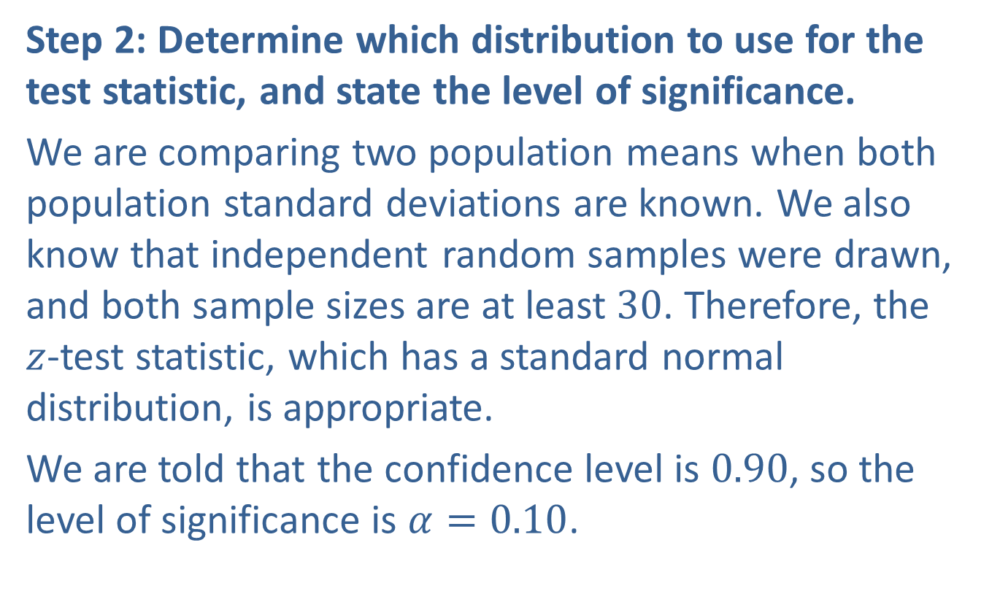 Step 2: Determine which distribution to use for the
test statistic, and state the level of significance.
We are comparing two population means when both
population standard deviations are known. We also
know that independent random samples were drawn,
and both sample sizes are at least 30. Therefore, the
z-test statistic, which has a standard normal
distribution, is appropriate.
We are told that the confidence level is 0.90, so the
level of significance is α = 0.10.